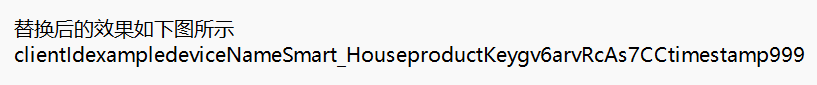 替换后的效果如下图所示
clientIdexampledeviceNameSmart_HouseproductKeygv6arvRcAs7CCtimestamp999